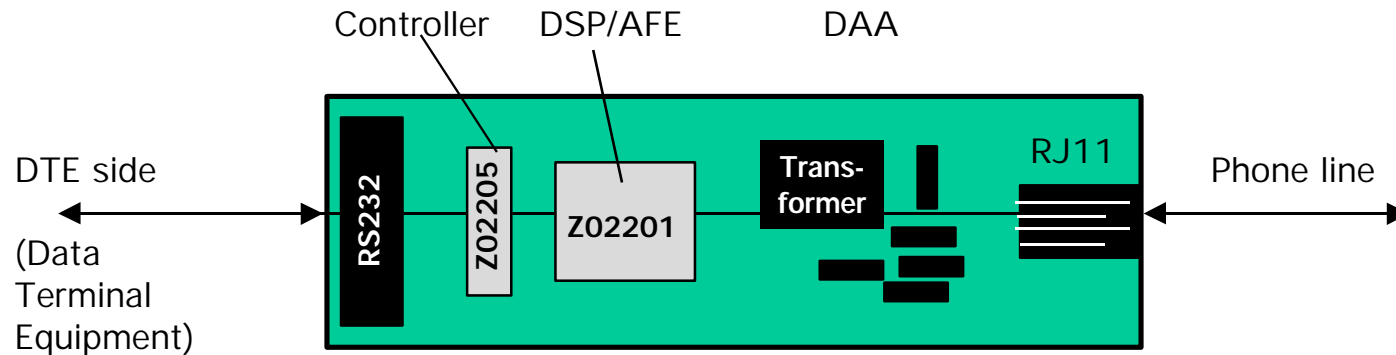 Controller DSP/AFE DAA
DTE side
(Data
Terminal
Equipment)
RS232
Z02205
Z02201
Trans-
former
RJ11
Phone line